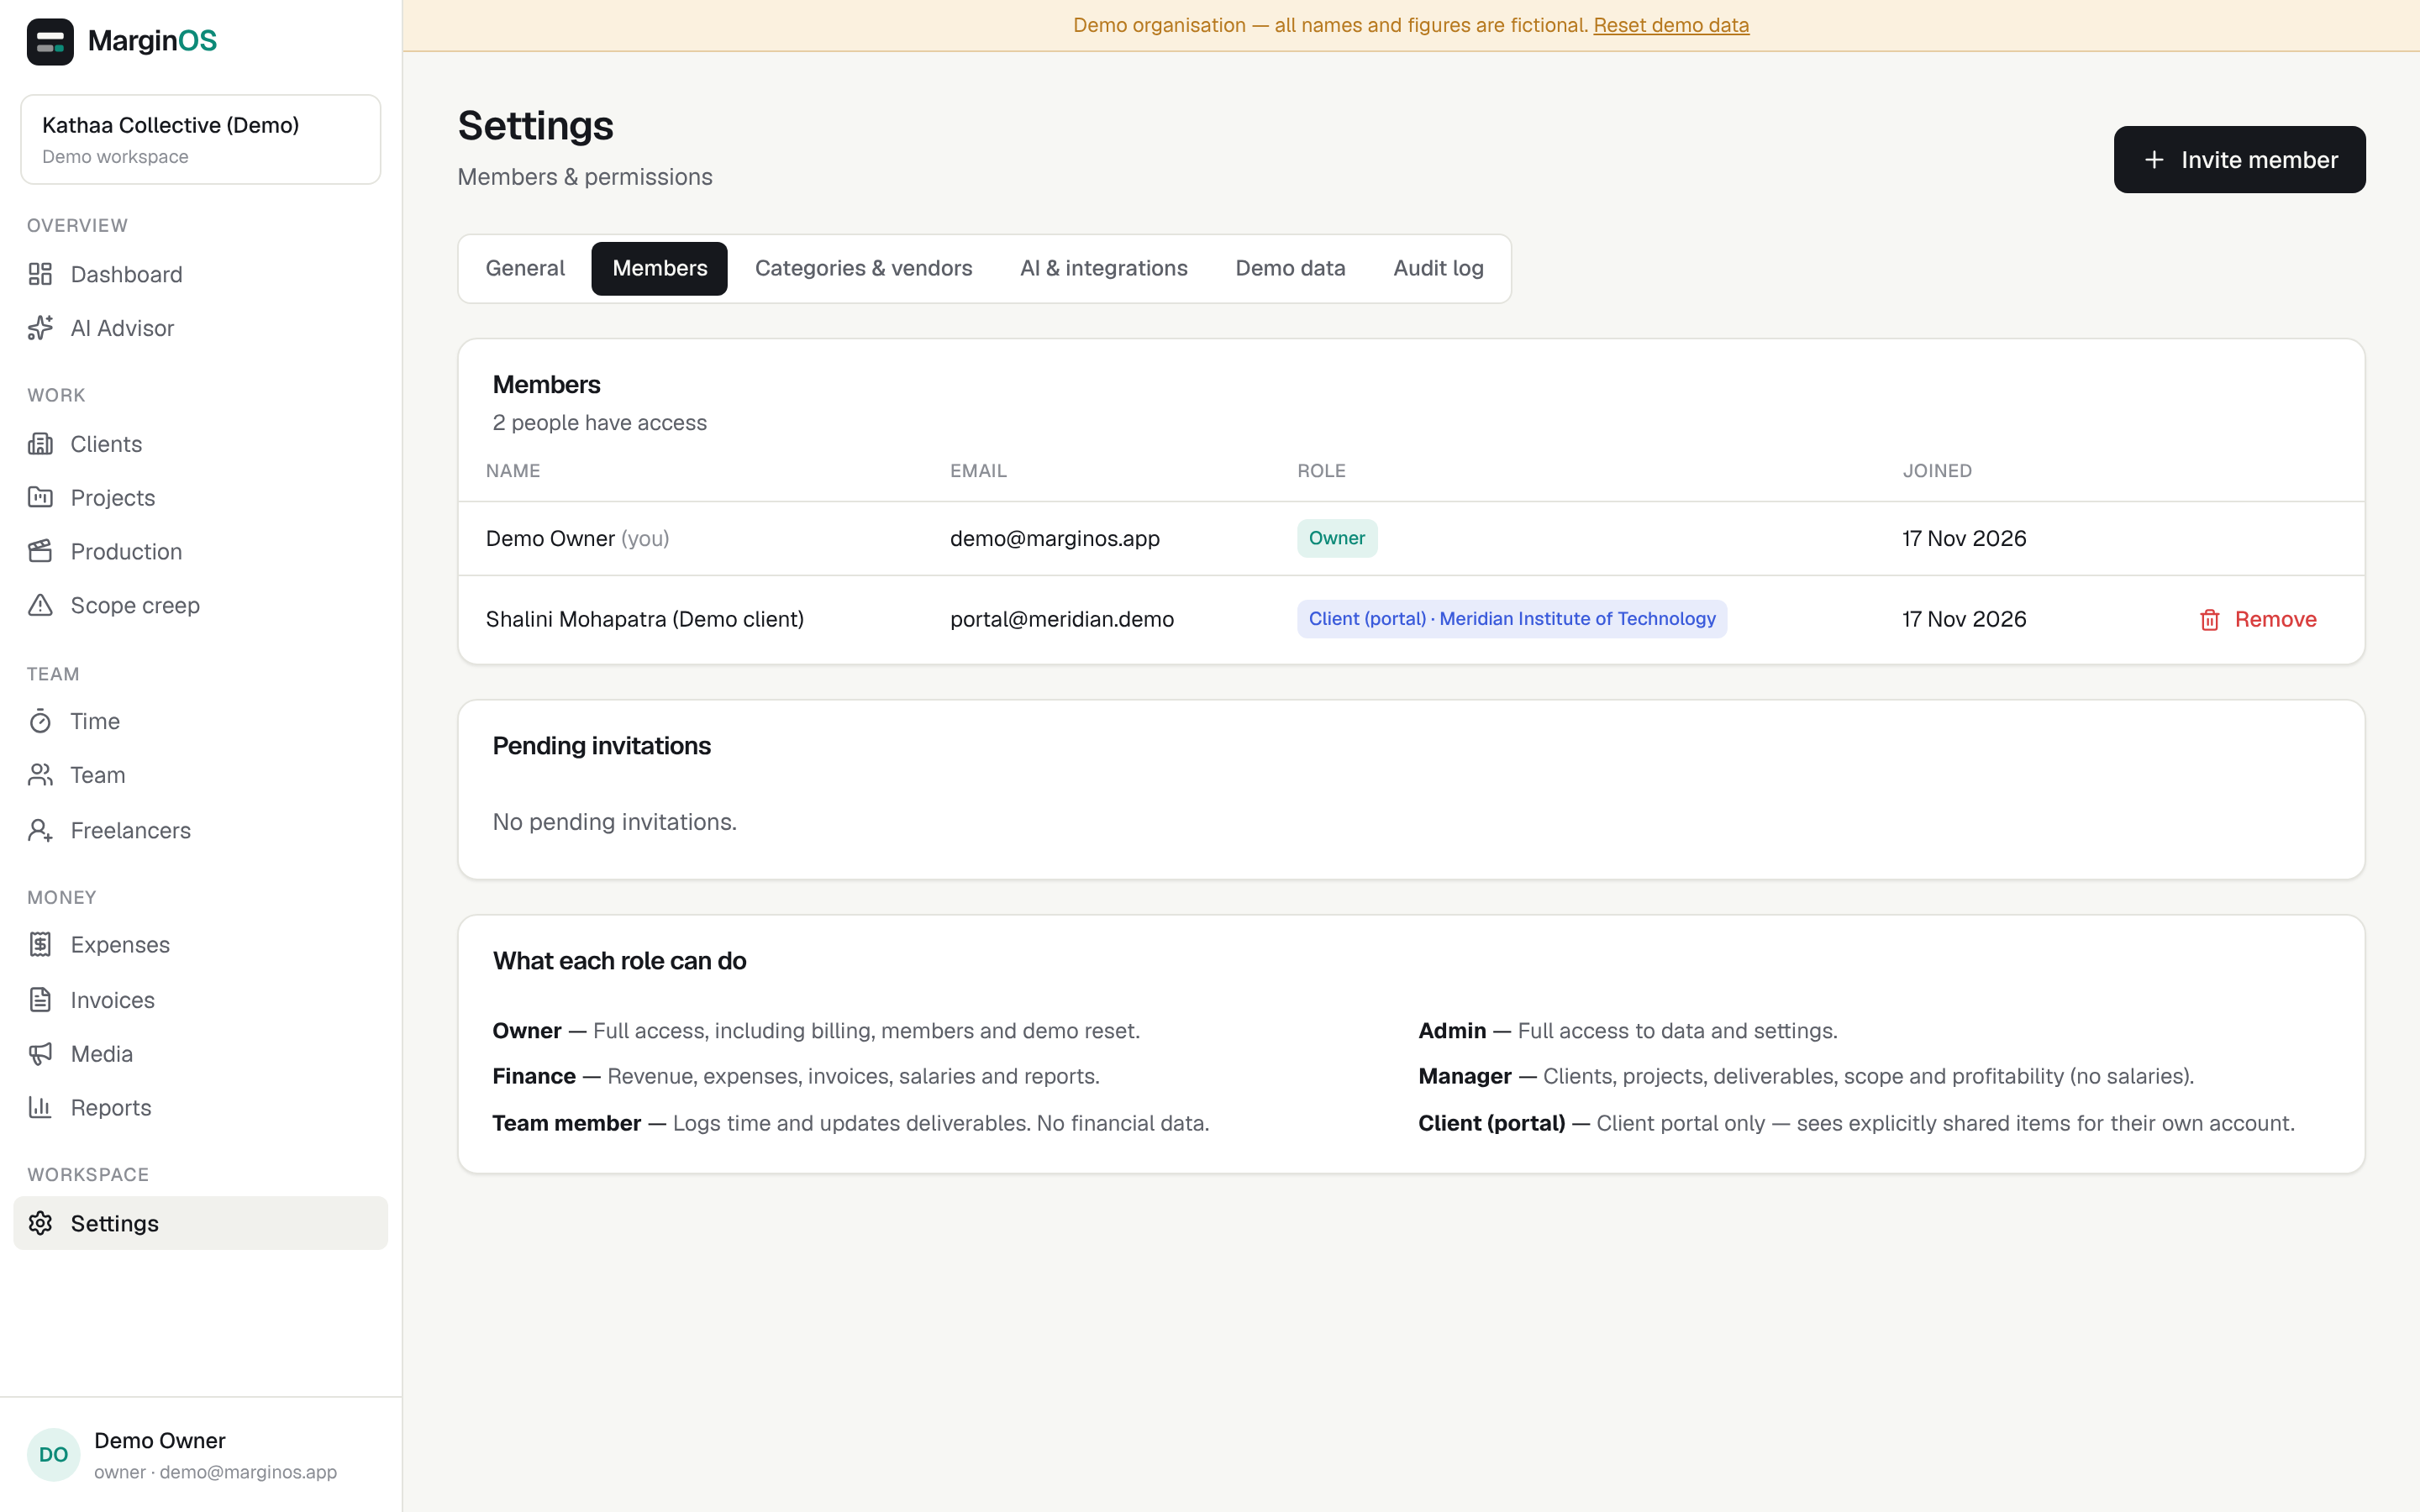 MarginOS
Kathaa Collective (Demo)
Demo workspace
OVERVIEW
Dashboard
AI Advisor
WORK
Clients
Projects
Production
Scope creep
TEAM
Time
Team
Freelancers
MONEY
Expenses
Invoices
Media
Reports
WORKSPACE
Settings
DO
Demo Owner
owner · demo@marginos.app
Demo organisation — all names and figures are fictional. Reset demo data
Settings
Members & permissions
+ Invite member
General Members Categories & vendors AI & integrations Demo data Audit log
Members
2 people have access
NAME EMAIL ROLE JOINED
Demo Owner (you) demo@marginos.app Owner 17 Nov 2026
Shalini Mohapatra (Demo client) portal@meridian.demo Client (portal) · Meridian Institute of Technology 17 Nov 2026 Remove
Pending invitations
No pending invitations.
What each role can do
Owner — Full access, including billing, members and demo reset.
Admin — Full access to data and settings.
Finance — Revenue, expenses, invoices, salaries and reports.
Manager — Clients, projects, deliverables, scope and profitability (no salaries).
Team member — Logs time and updates deliverables. No financial data.
Client (portal) — Client portal only — sees explicitly shared items for their own account.